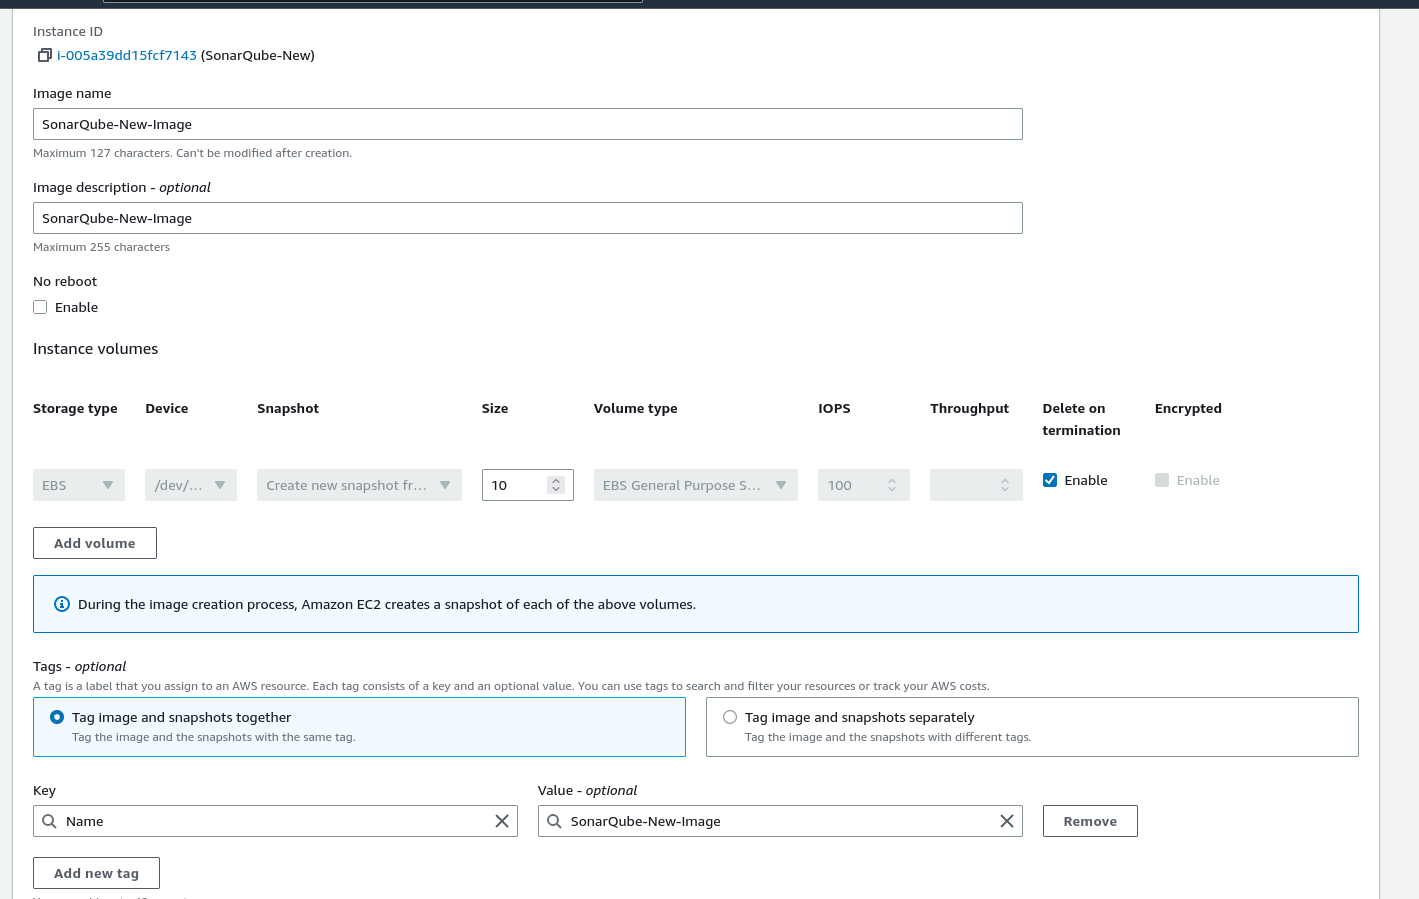 Instance ID
i-005a39dd15fcf7143 (SonarQube-New)
Image name
SonarQube-New-Image
Maximum 127 characters. Can't be modified after creation.
Image description - optional
SonarQube-New-Image
Maximum 255 characters
No reboot
Enable
Instance volumes
Storage type Device Snapshot Size Volume type IOPS Throughput Delete on termination Encrypted
EBS /dev/... Create new snapshot fr... 10 EBS General Purpose S... 100 Enable Enable
Add volume
During the image creation process, Amazon EC2 creates a snapshot of each of the above volumes.
Tags - optional
A tag is a label that you assign to an AWS resource. Each tag consists of a key and an optional value. You can use tags to search and filter your resources or track your AWS costs.
Tag image and snapshots together
Tag the image and the snapshots with the same tag.
Tag image and snapshots separately
Tag the image and the snapshots with different tags.
Key Value - optional
Name SonarQube-New-Image Remove
Add new tag